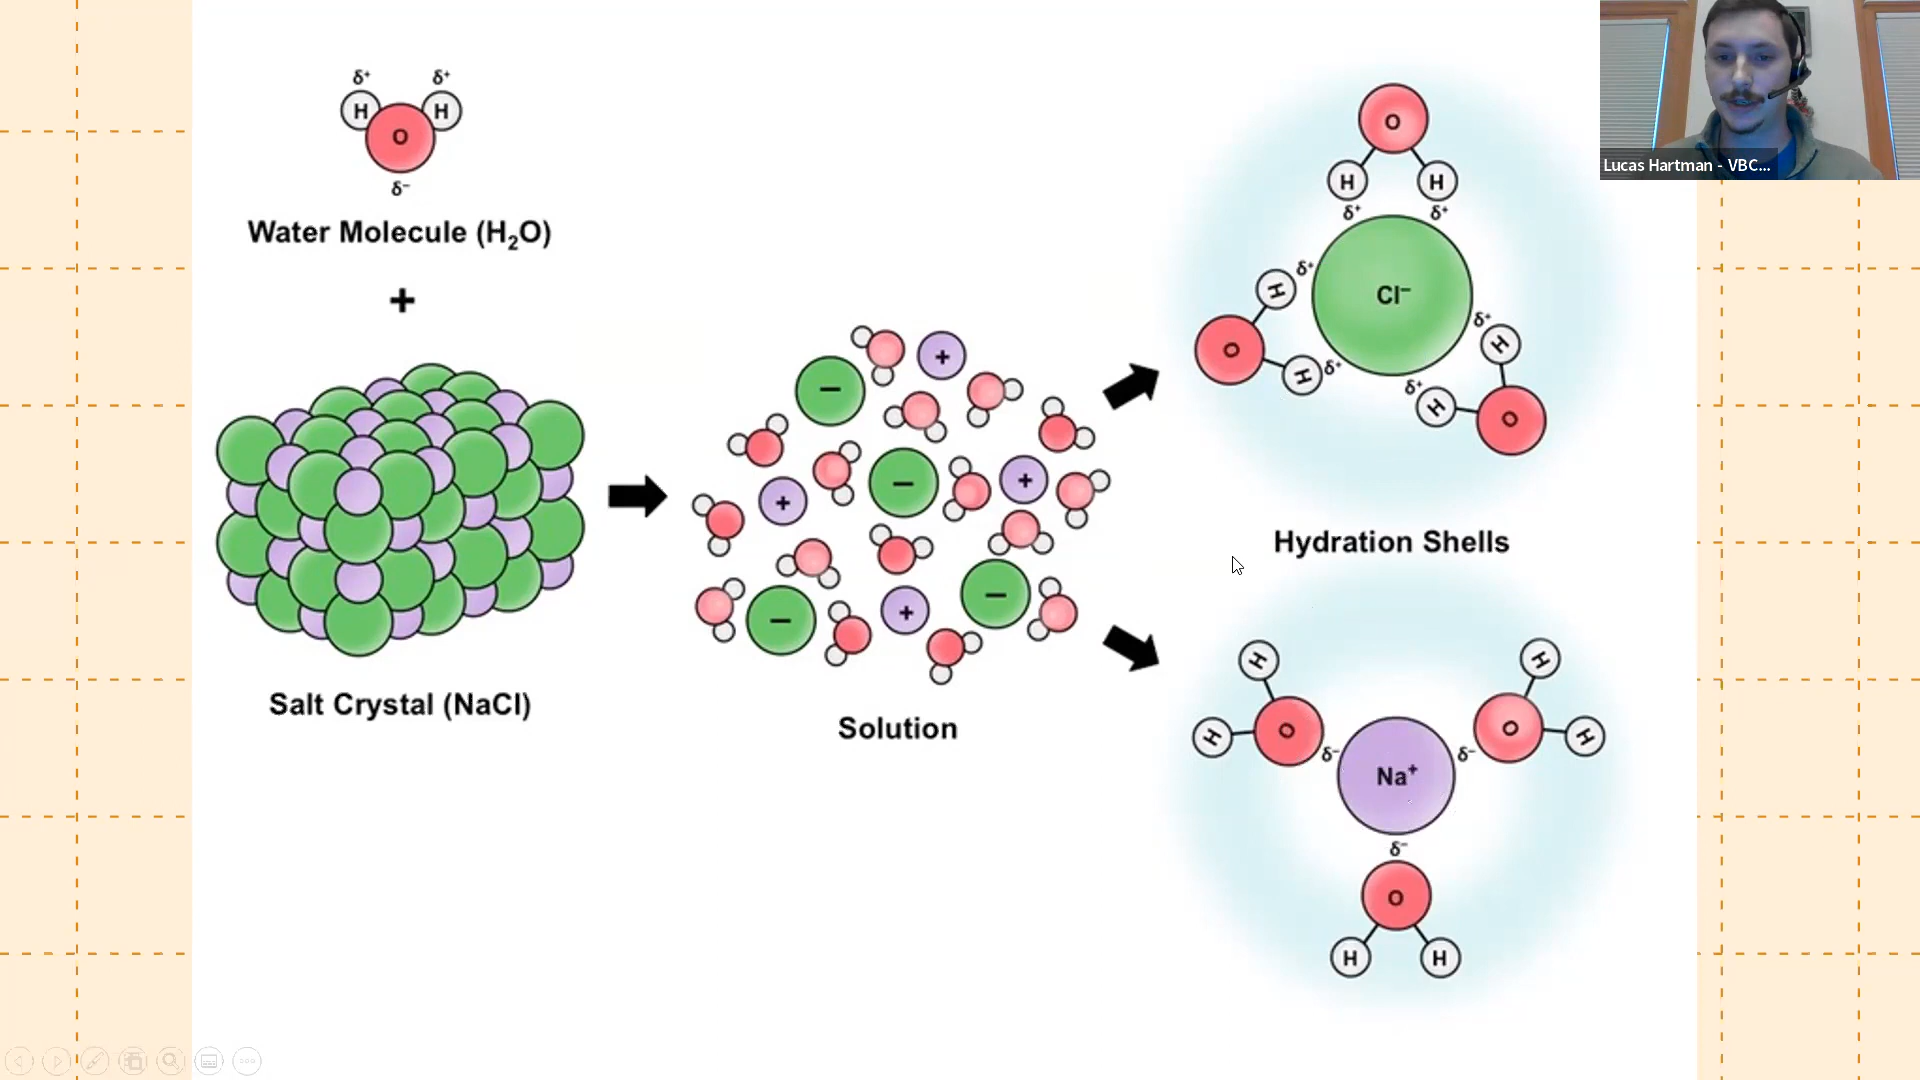 δ⁺ δ⁺
H H
O
δ⁻
Water Molecule (H₂O)
+
Salt Crystal (NaCl)
− +
− +
+
− + −
Solution
O
H H
δ⁺ δ⁺
Cl⁻
δ⁺
H
O
H δ⁺
δ⁺
H
δ⁺
H O
Hydration Shells
H
H O
δ⁻
Na⁺
H
δ⁻ O H
δ⁻
O
H H
Lucas Hartman - VBC...